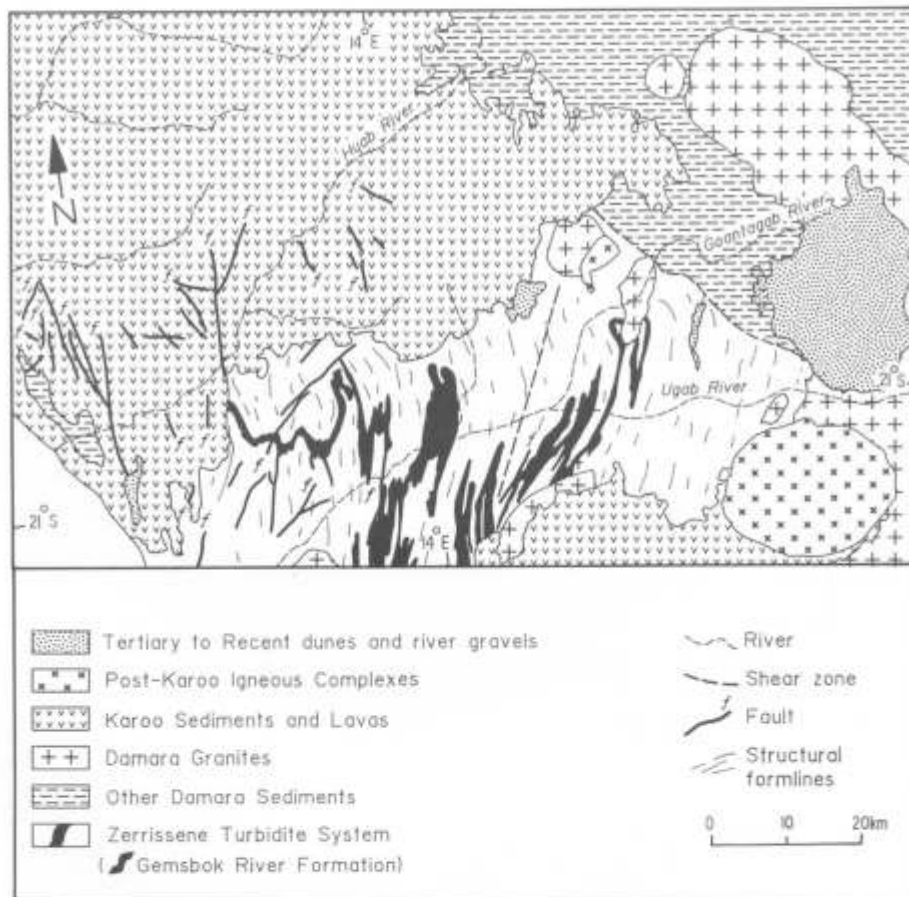 14°E
Huab River
N
Goantagab River
21°S
Ugab River
21°S
14°E
Tertiary to Recent dunes and river gravels
Post-Karoo Igneous Complexes
Karoo Sediments and Lavas
Damara Granites
Other Damara Sediments
Zerrissene Turbidite System
( Gemsbok River Formation)
River
Shear zone
f
Fault
Structural
formlines
0 10 20km